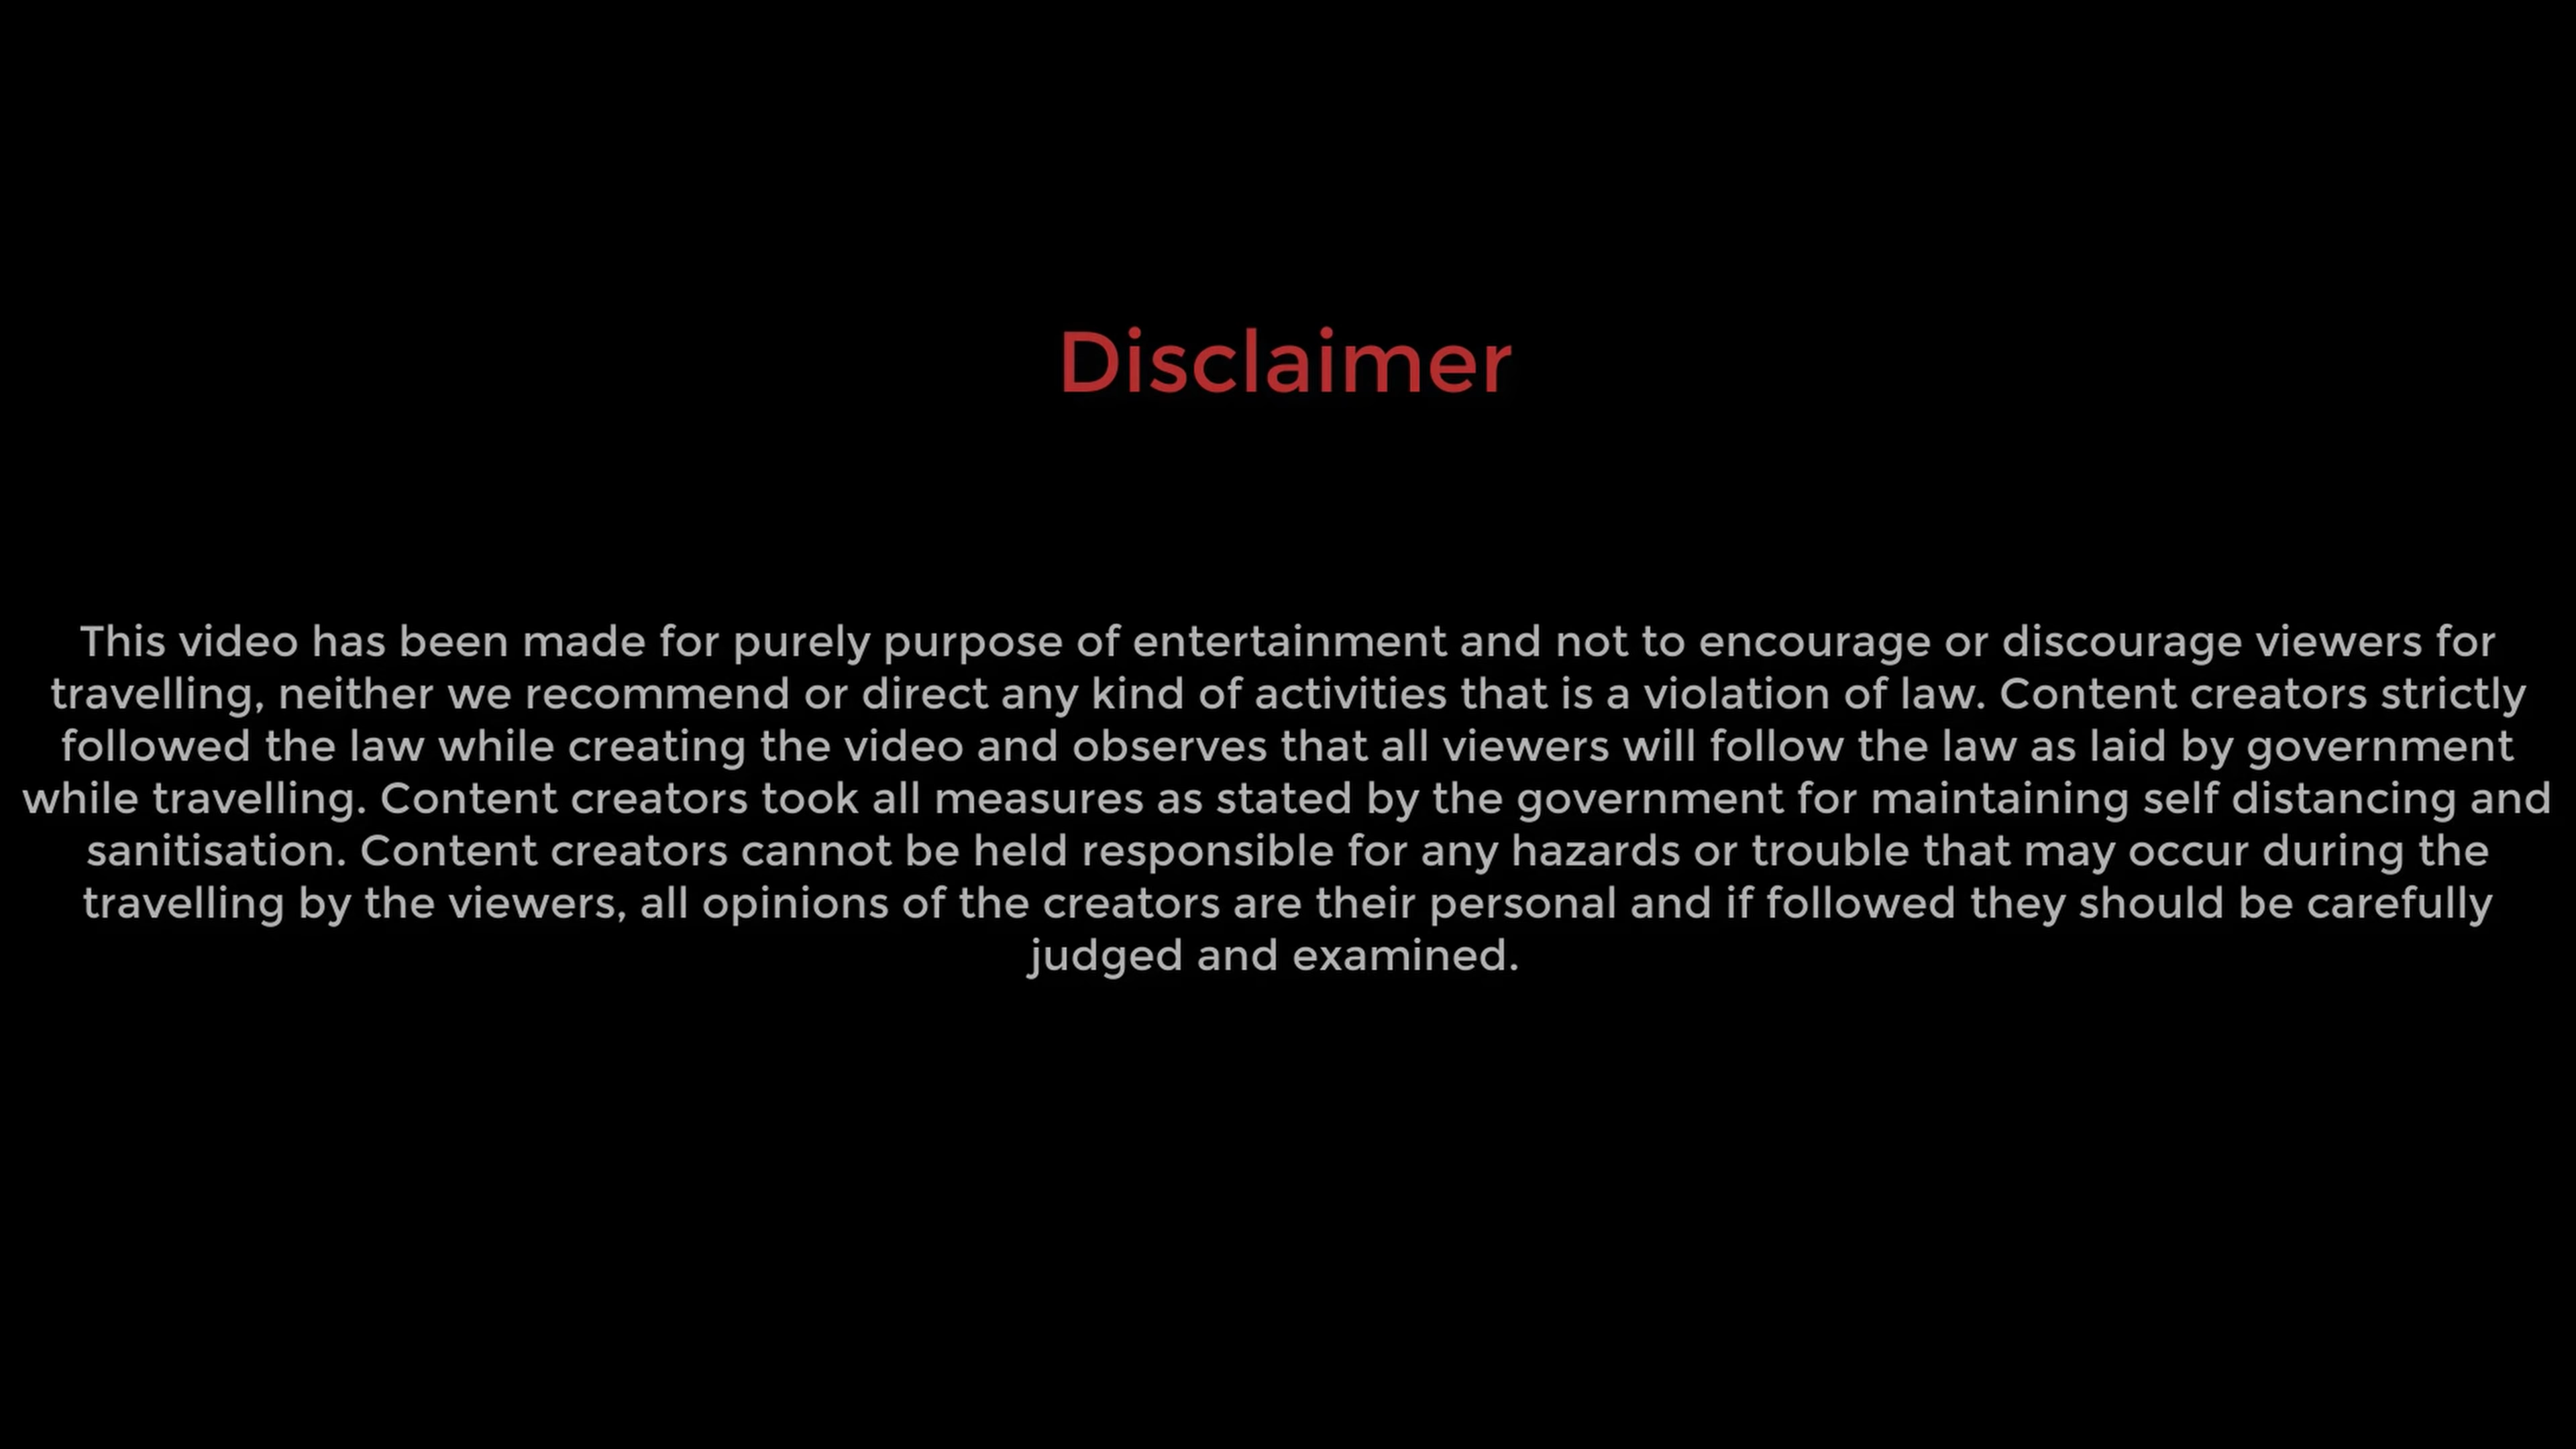 Disclaimer
This video has been made for purely purpose of entertainment and not to encourage or discourage viewers for
travelling, neither we recommend or direct any kind of activities that is a violation of law. Content creators strictly
followed the law while creating the video and observes that all viewers will follow the law as laid by government
while travelling. Content creators took all measures as stated by the government for maintaining self distancing and
sanitisation. Content creators cannot be held responsible for any hazards or trouble that may occur during the
travelling by the viewers, all opinions of the creators are their personal and if followed they should be carefully
judged and examined.